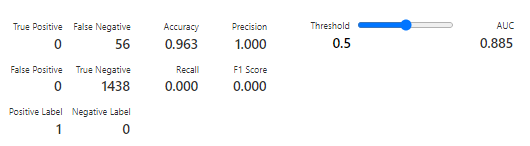 True Positive False Negative Accuracy Precision Threshold AUC
0 56 0.963 1.000 0.5 0.885
False Positive True Negative Recall F1 Score
0 1438 0.000 0.000
Positive Label Negative Label
1 0